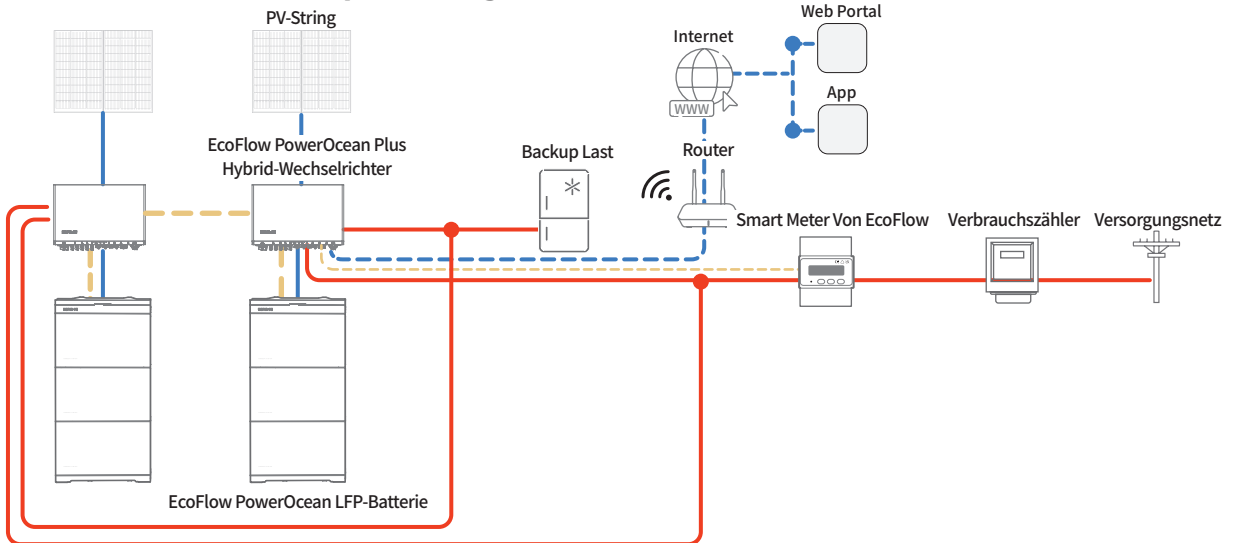 PV-String
Web Portal
Internet
WWW
App
EcoFlow PowerOcean Plus
Hybrid-Wechselrichter
Backup Last
Router
Smart Meter Von EcoFlow
Verbrauchszähler
Versorgungsnetz
EcoFlow PowerOcean LFP-Batterie